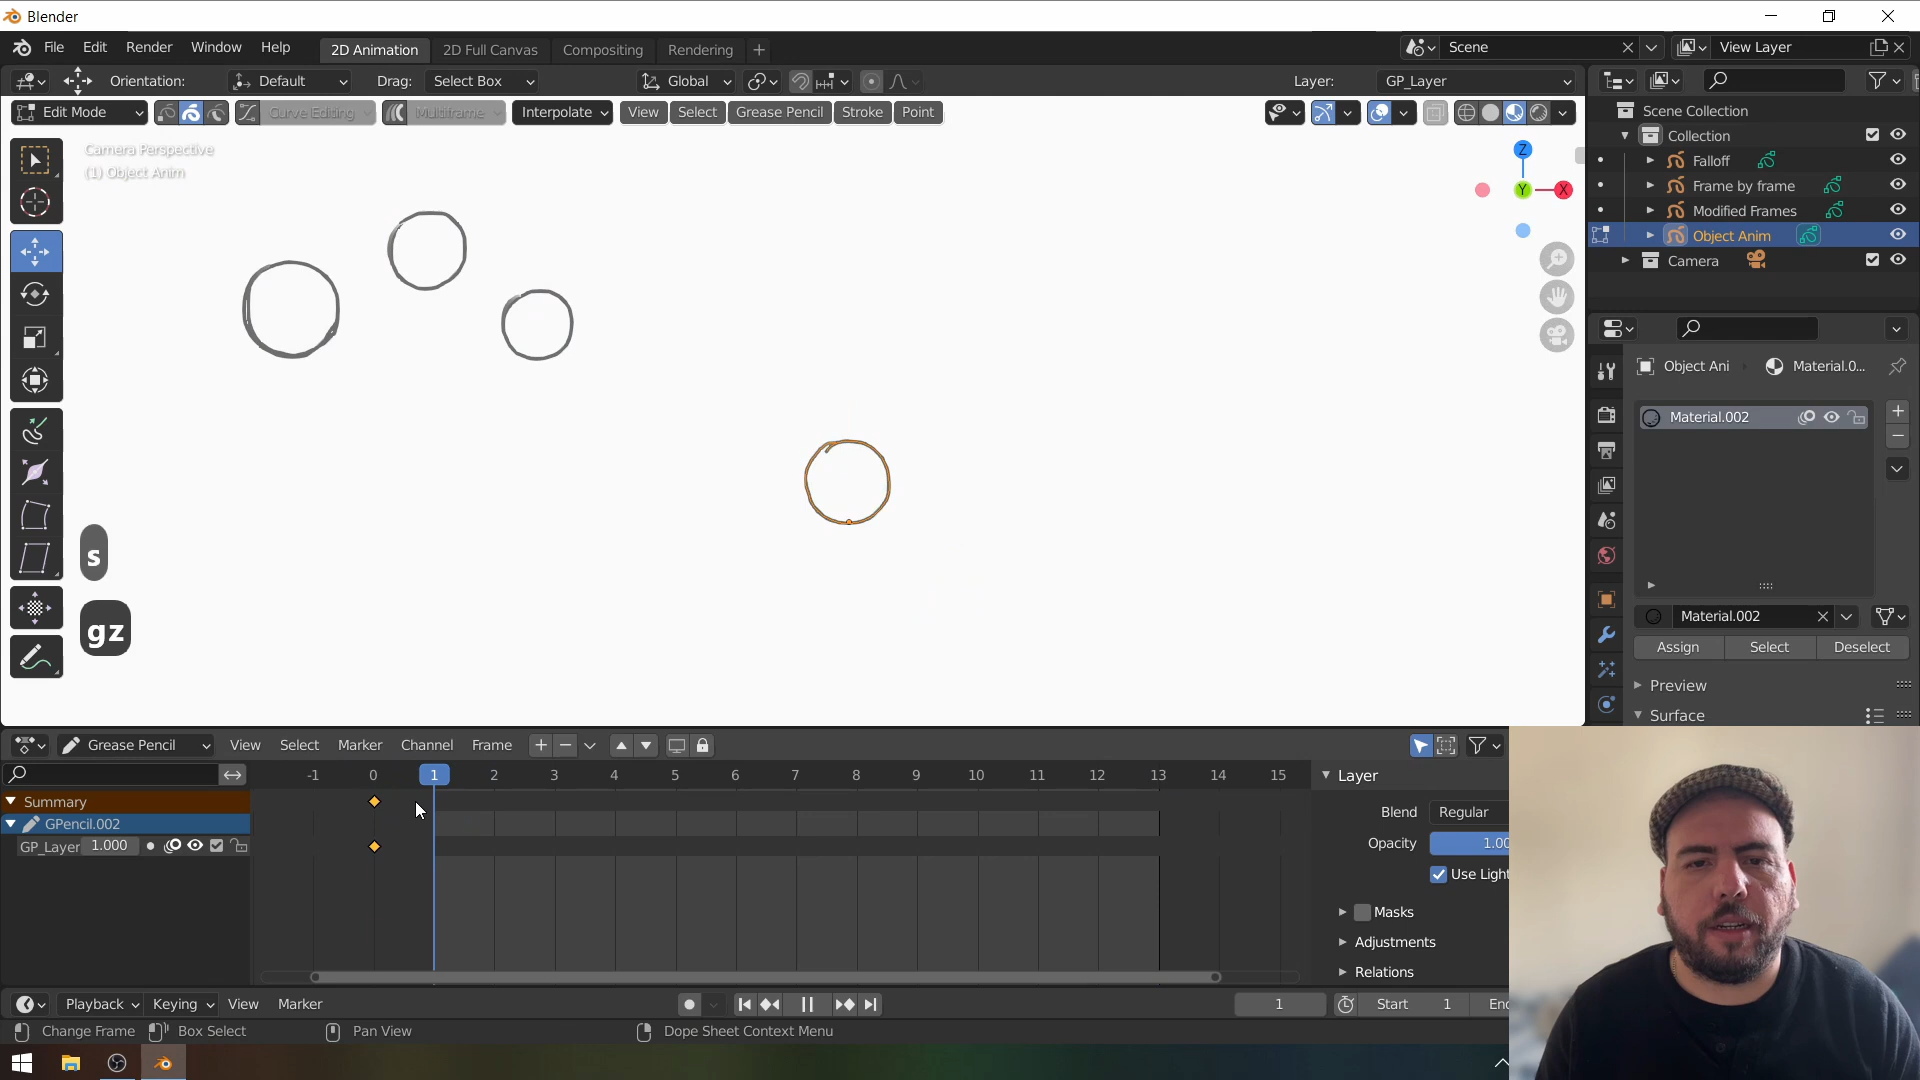 Blender
File Edit Render Window Help 2D Animation 2D Full Canvas Compositing Rendering + Scene View Layer
Orientation: Default Drag: Select Box Global Layer: GP_Layer
Edit Mode Curve Editing Multiframe Interpolate View Select Grease Pencil Stroke Point
Camera Perspective
(1) Object Anim
Z
Y X
Scene Collection
Collection
Falloff
Frame by frame
Modified Frames
Object Anim
Camera
Object Ani Material.0...
Material.002
Material.002
Assign Select Deselect
Preview
Surface
s
gz
Grease Pencil View Select Marker Channel Frame
-1 0 1 2 3 4 5 6 7 8 9 10 11 12 13 14 15
Summary
GPencil.002
GP_Layer 1.000
Layer
Blend Regular
Opacity 1.00
Use Light
Masks
Adjustments
Relations
Playback Keying View Marker 1 Start 1 End
Change Frame Box Select Pan View Dope Sheet Context Menu